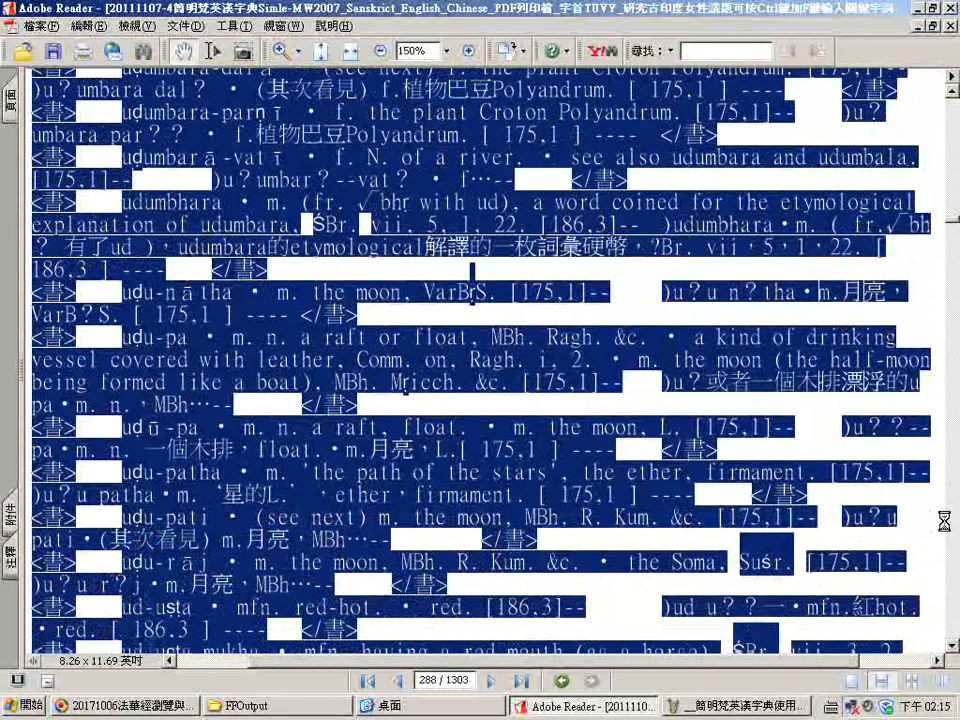 Adobe Reader - [20111107-4簡明梵英漢字典Simle-MW2007_Sanskrict_English_Chinese_PDF列印檔_字首TUVY_研究古印度女性議題可按Ctrl鍵加F鍵輸入關鍵字詞]
檔案(F) 編輯(E) 檢視(V) 文件(D) 工具(T) 視窗(W) 說明(H)
150% Y! 尋找：
頁面
)u？umbara dal？ •（其次看見）f.植物巴豆Polyandrum.［ 175,1 ］---- </書>
<書> uḍumbara-parṇī • f. the plant Croton Polyandrum. [175,1]-- )u？
umbara par？？ • f.植物巴豆Polyandrum.［ 175,1 ］---- </書>
<書> uḍumbarā-vatī • f. N. of a river, • see also udumbara and udumbala.
[175,1]-- )u？umbar？--vat？ • f…-- </書>
<書> udumbhara • m. (fr. √bhṛ with ud), a word coined for the etymological
explanation of udumbara, ŚBr. vii, 5, 1, 22. [186,3]-- )udumbhara•m.（ fr.√bh
？ 有了ud ），udumbara的etymological解譯的一枚詞彙硬幣，?Br. vii，5，1，22.［
186,3 ］---- </書>
<書> uḍu-nātha • m. the moon, VarBṛS. [175,1]-- )u？u n？tha•m.月亮，
VarB？S.［ 175,1 ］---- </書>
<書> uḍu-pa • m. n. a raft or float, MBh. Ragh. &c. • a kind of drinking
vessel covered with leather, Comm. on. Ragh. i, 2. • m. the moon (the half-moon
being formed like a boat), MBh. Mṛicch. &c. [175,1]-- )u？或者一個木排漂浮的u
pa•m. n.，MBh…-- </書>
<書> uḍū-pa • m. n. a raft, float. • m. the moon, L. [175,1]-- )u？？--
pa•m. n. 一個木排，float.•m.月亮，L.［ 175,1 ］---- </書>
<書> uḍu-patha • m. 'the path of the stars', the ether, firmament. [175,1]--
)u？u patha•m.‘星的L.’，ether，firmament.［ 175,1 ］---- </書>
<書> uḍu-pati • (see next) m. the moon, MBh. R. Kum. &c. [175,1]-- )u？u
pati•（其次看見）m.月亮，MBh…-- </書>
<書> uḍu-rāj • m. the moon, MBh. R. Kum. &c. • the Soma, Suśr. [175,1]--
)u？u r？j•m.月亮，MBh…-- </書>
<書> ud-uṣṭa • mfn. red-hot. • red. [186,3]-- )ud u？？一•mfn.紅hot.
•red.［ 186,3 ］---- </書>
附件
注釋
8.26 x 11.69 英吋
288 / 1303
開始 20171006法華經瀏覽與... FFOutput 桌面 Adobe Reader - [2011110... __簡明梵英漢字典使用... 下午 02:15